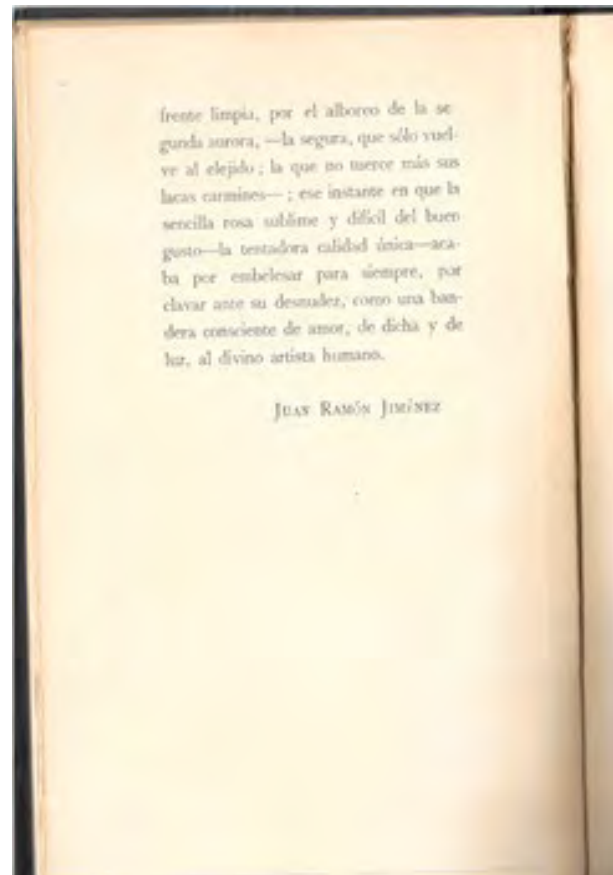 frente limpia, por el alboreo de la se-
gunda aurora, —la segura, que sólo vuel-
ve al elejido; la que no tuerce más sus
lacas carmines—; ese instante en que la
sencilla rosa sublime y difícil del buen
gusto—la tentadora calidad única—aca-
ba por embelesar para siempre, por
clavar ante su desnudez, como una ban-
dera consciente de amor, de dicha y de
luz, al divino artista humano.
Juan Ramón Jiménez